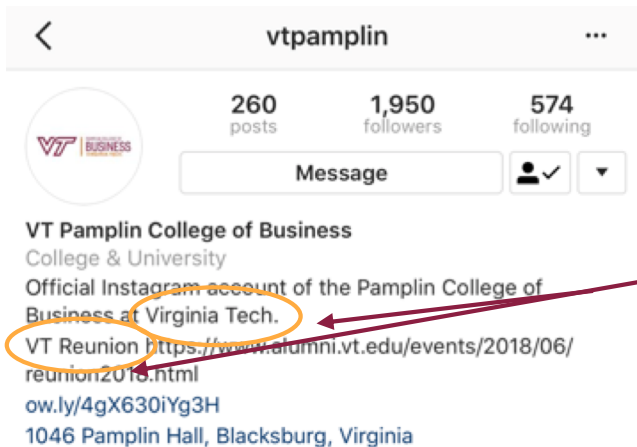 vtpamplin
260 1,950 574
posts followers following
VT BUSINESS
Message
VT Pamplin College of Business
College & University
Official Instagram account of the Pamplin College of
Business at Virginia Tech.
VT Reunion https://www.alumni.vt.edu/events/2018/06/
reunion2018.html
ow.ly/4gX630iYg3H
1046 Pamplin Hall, Blacksburg, Virginia